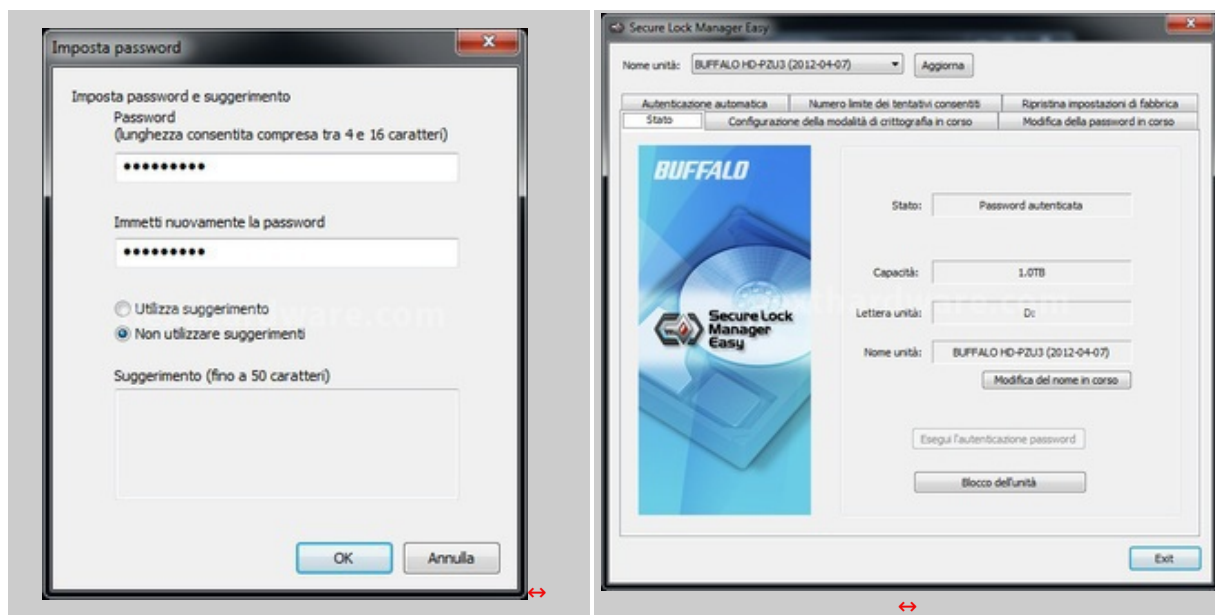 Imposta password
Imposta password e suggerimento
Password
(lunghezza consentita compresa tra 4 e 16 caratteri)
•••••••••
Immetti nuovamente la password
•••••••••
Utilizza suggerimento
Non utilizzare suggerimenti
Suggerimento (fino a 50 caratteri)
OK
Annulla
Secure Lock Manager Easy
Nome unità:
BUFFALO HD-PZU3 (2012-04-07)
Aggiorna
Autenticazione automatica
Numero limite dei tentativi consentiti
Ripristina impostazioni di fabbrica
Stato
Configurazione della modalità di crittografia in corso
Modifica della password in corso
BUFFALO
Secure Lock
Manager
Easy
Stato:
Password autenticata
Capacità:
1.0TB
Lettera unità:
D:
Nome unità:
BUFFALO HD-PZU3 (2012-04-07)
Modifica del nome in corso
Esegui l'autenticazione password
Blocco dell'unità
Exit